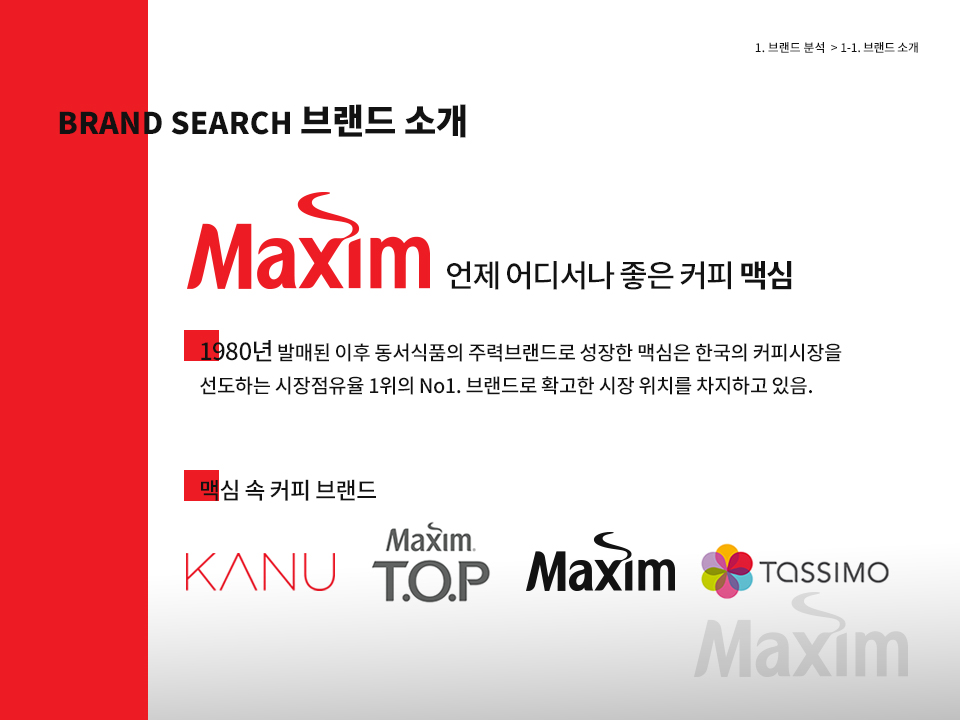 1. 브랜드 분석 > 1-1. 브랜드 소개
BRAND SEARCH 브랜드 소개
Maxim 언제 어디서나 좋은 커피 맥심
1980년 발매된 이후 동서식품의 주력브랜드로 성장한 맥심은 한국의 커피시장을
선도하는 시장점유율 1위의 No1. 브랜드로 확고한 시장 위치를 차지하고 있음.
맥심 속 커피 브랜드
KANU
Maxim
T.O.P
Maxim
TASSIMO
Maxim